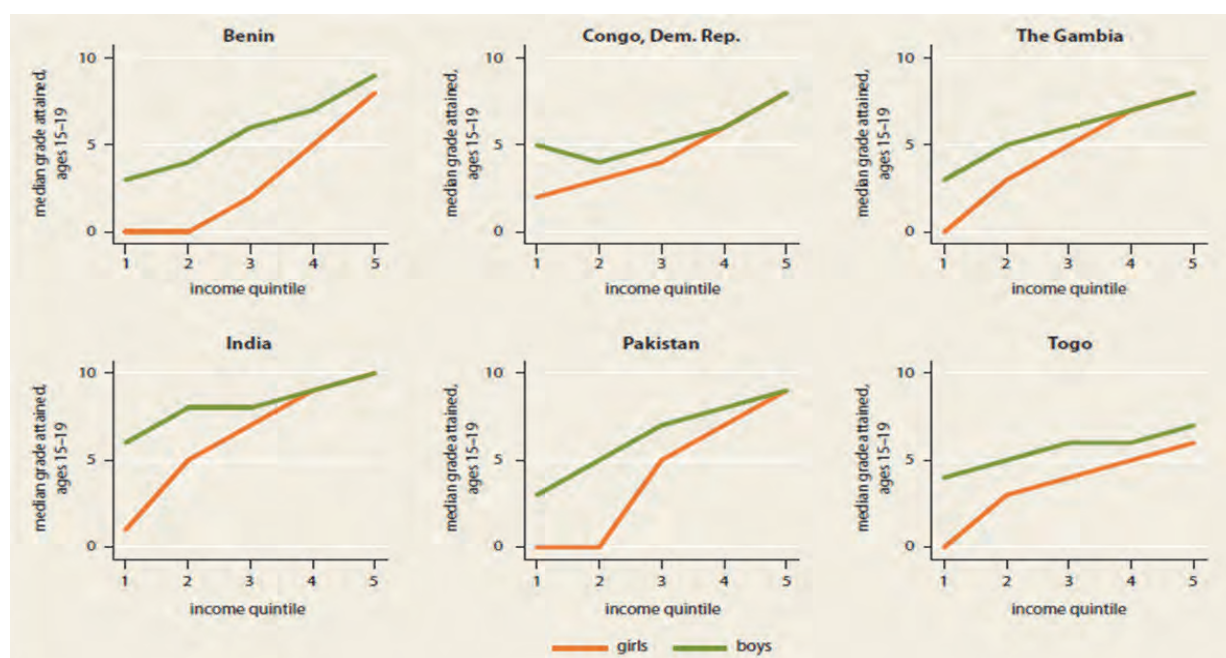 Benin
median grade attained,
ages 15–19
10
5
0
1 2 3 4 5
income quintile
Congo, Dem. Rep.
median grade attained,
ages 15–19
10
5
0
1 2 3 4 5
income quintile
The Gambia
median grade attained,
ages 15–19
10
5
0
1 2 3 4 5
income quintile
India
median grade attained,
ages 15–19
10
5
0
1 2 3 4 5
income quintile
Pakistan
median grade attained,
ages 15–19
10
5
0
1 2 3 4 5
income quintile
Togo
median grade attained,
ages 15–19
10
5
0
1 2 3 4 5
income quintile
girls boys